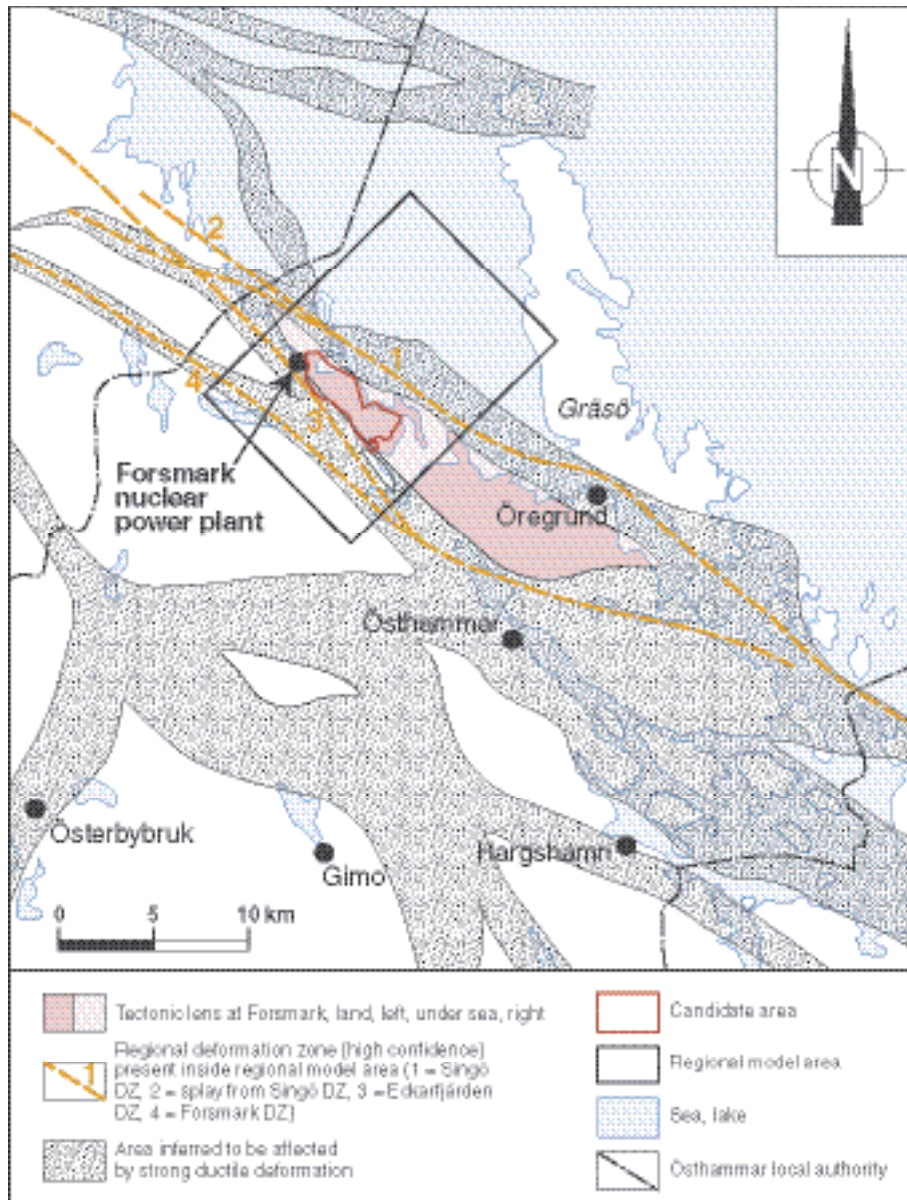 N
2
1
4
3
Gräsö
Forsmark
nuclear
power plant
Öregrund
Östhammar
Österbybruk
Gimo
Hargshamn
0 5 10 km
Tectonic lens at Forsmark, land, left, under sea, right
1
Regional deformation zone (high confidence)
present inside regional model area (1 = Singö
DZ, 2 = splay from Singö DZ, 3 = Eckarfjärden
DZ, 4 = Forsmark DZ)
Area inferred to be affected
by strong ductile deformation
Candidate area
Regional model area
Sea, lake
Östhammar local authority